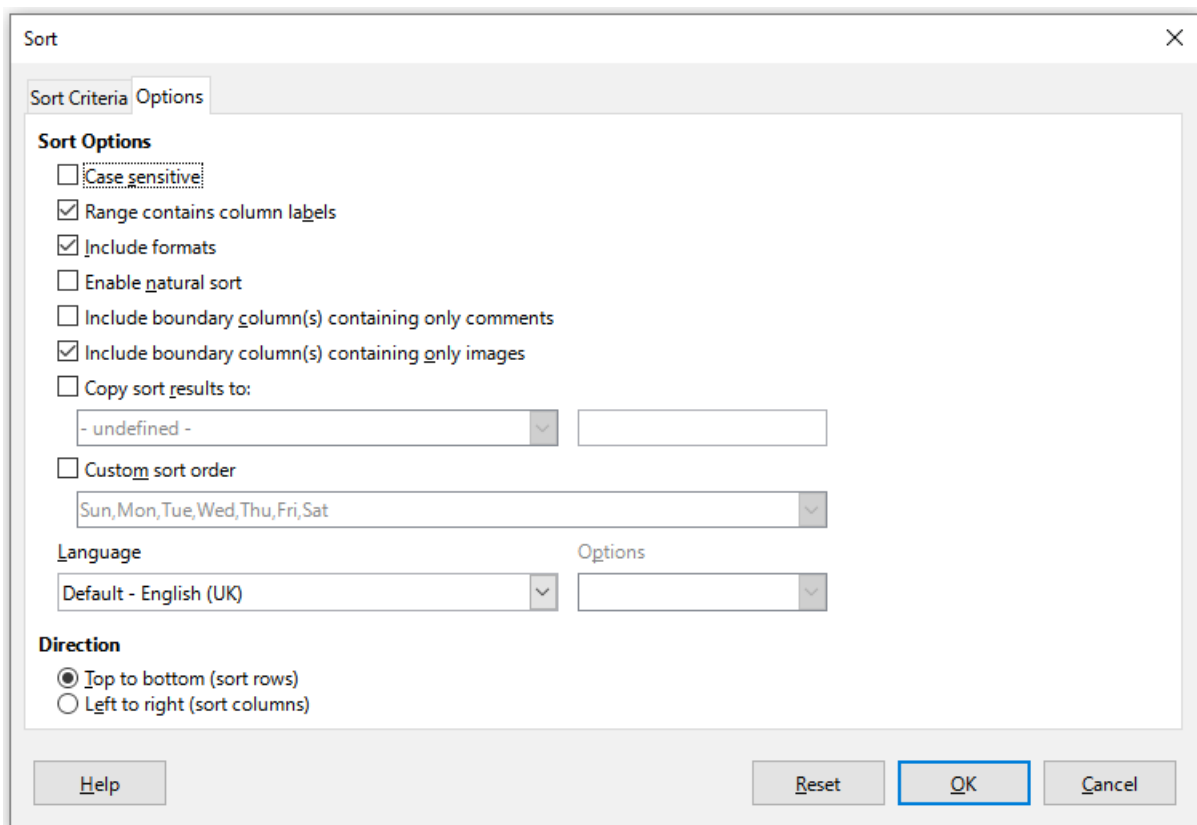 Sort
Sort Criteria Options
Sort Options
Case sensitive
Range contains column labels
Include formats
Enable natural sort
Include boundary column(s) containing only comments
Include boundary column(s) containing only images
Copy sort results to:
- undefined -
Custom sort order
Sun,Mon,Tue,Wed,Thu,Fri,Sat
Language Options
Default - English (UK)
Direction
Top to bottom (sort rows)
Left to right (sort columns)
Help Reset OK Cancel